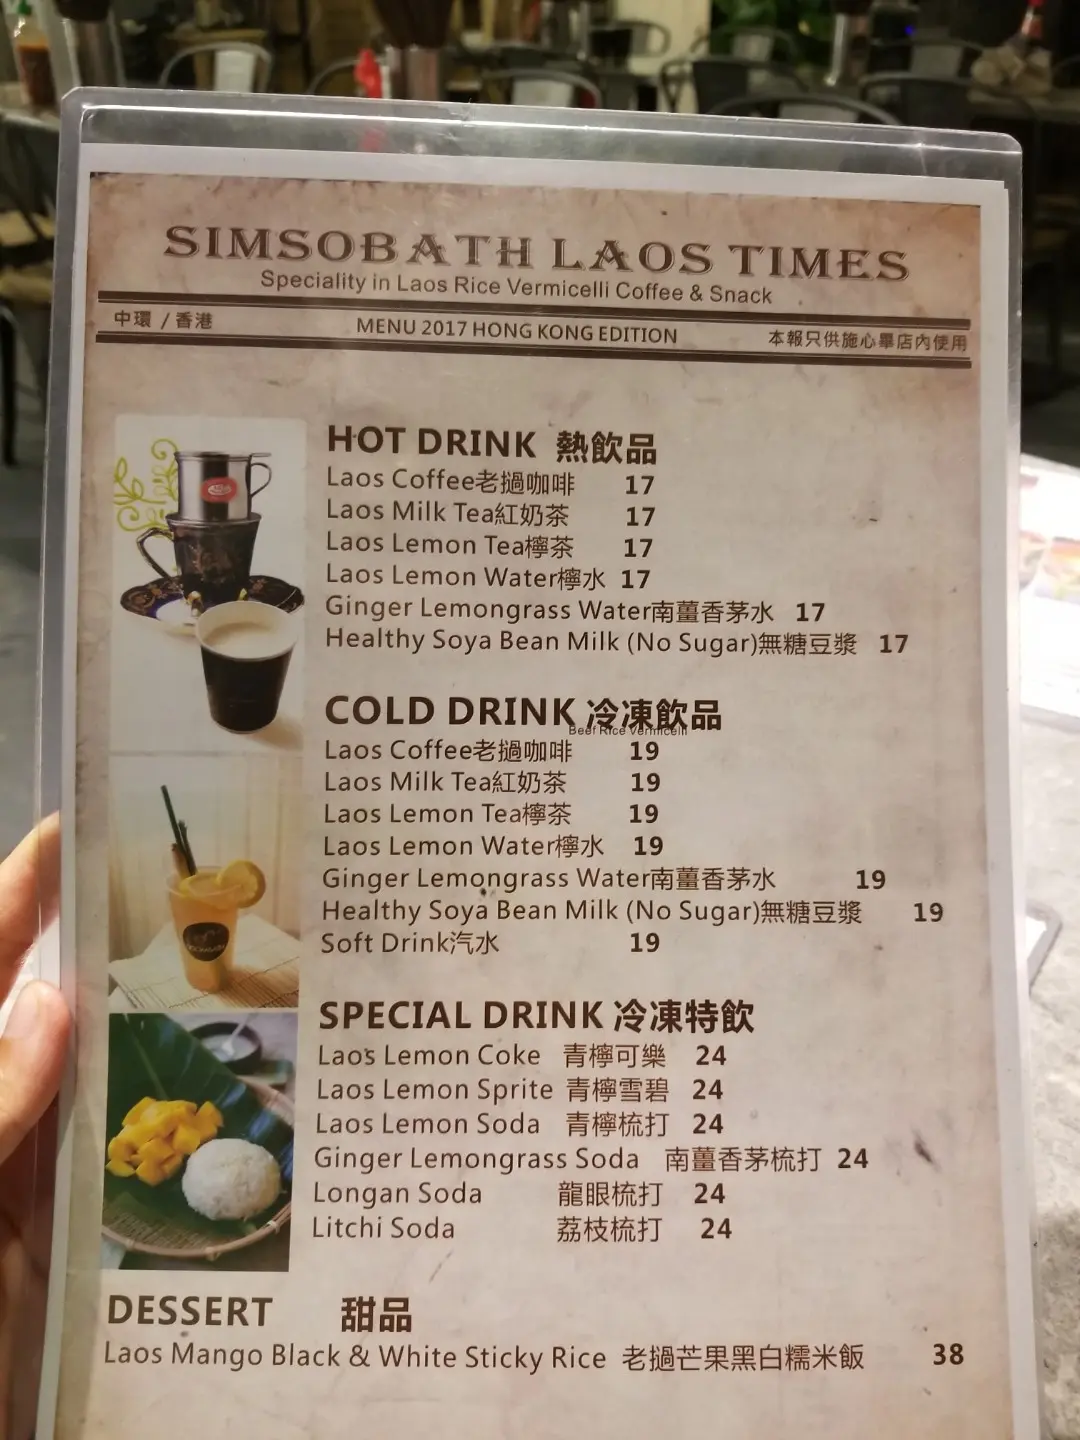 SIMSOBATH LAOS TIMES
Speciality in Laos Rice Vermicelli Coffee & Snack
中環 / 香港 MENU 2017 HONG KONG EDITION 本報只供施心畢店內使用
HOT DRINK 熱飲品
Laos Coffee老撾咖啡 17
Laos Milk Tea紅奶茶 17
Laos Lemon Tea檸茶 17
Laos Lemon Water檸水 17
Ginger Lemongrass Water南薑香茅水 17
Healthy Soya Bean Milk (No Sugar)無糖豆漿 17
COLD DRINK 冷凍飲品
Beef Rice Vermicelli
Laos Coffee老撾咖啡 19
Laos Milk Tea紅奶茶 19
Laos Lemon Tea檸茶 19
Laos Lemon Water檸水 19
Ginger Lemongrass Water南薑香茅水 19
Healthy Soya Bean Milk (No Sugar)無糖豆漿 19
Soft Drink汽水 19
SPECIAL DRINK 冷凍特飲
Laos Lemon Coke 青檸可樂 24
Laos Lemon Sprite 青檸雪碧 24
Laos Lemon Soda 青檸梳打 24
Ginger Lemongrass Soda 南薑香茅梳打 24
Longan Soda 龍眼梳打 24
Litchi Soda 荔枝梳打 24
DESSERT 甜品
Laos Mango Black & White Sticky Rice 老撾芒果黑白糯米飯 38